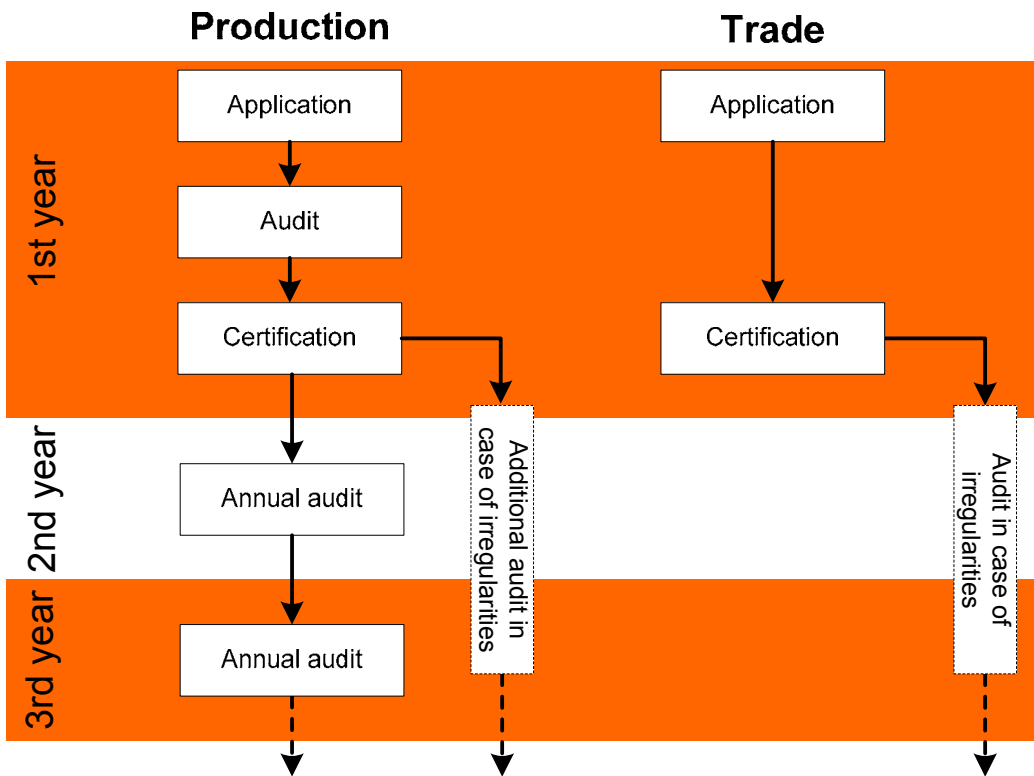 Production
Trade
1st year
Application
Application
Audit
Certification
Certification
2nd year
Annual audit
Additional audit in
case of irregularities
Audit in case of
irregularities
3rd year
Annual audit